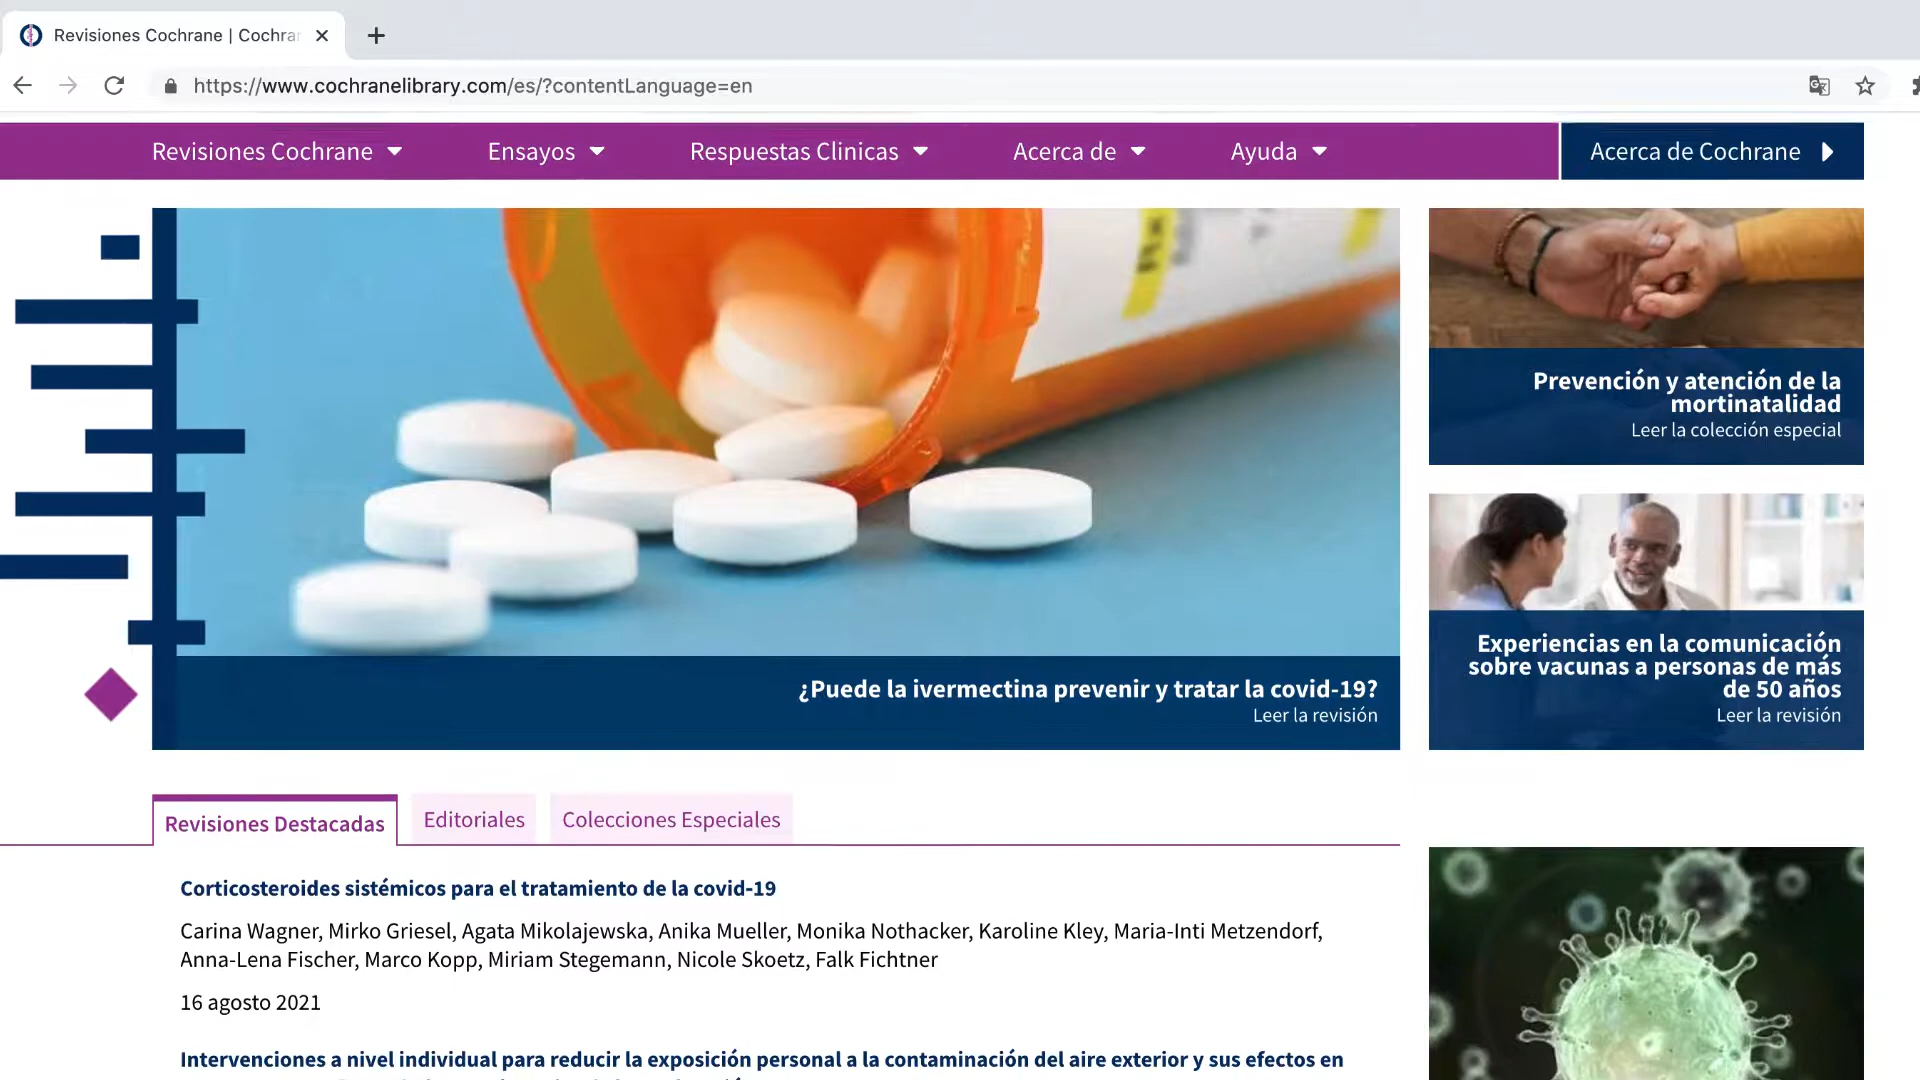 Revisiones Cochrane | Cochra
https://www.cochranelibrary.com/es/?contentLanguage=en
Revisiones Cochrane
Ensayos
Respuestas Clinicas
Acerca de
Ayuda
Acerca de Cochrane
¿Puede la ivermectina prevenir y tratar la covid-19?
Leer la revisión
Prevención y atención de la
mortinatalidad
Leer la colección especial
Experiencias en la comunicación
sobre vacunas a personas de más
de 50 años
Leer la revisión
Revisiones Destacadas
Editoriales
Colecciones Especiales
Corticosteroides sistémicos para el tratamiento de la covid-19
Carina Wagner, Mirko Griesel, Agata Mikolajewska, Anika Mueller, Monika Nothacker, Karoline Kley, Maria-Inti Metzendorf,
Anna-Lena Fischer, Marco Kopp, Miriam Stegemann, Nicole Skoetz, Falk Fichtner
16 agosto 2021
Intervenciones a nivel individual para reducir la exposición personal a la contaminación del aire exterior y sus efectos en